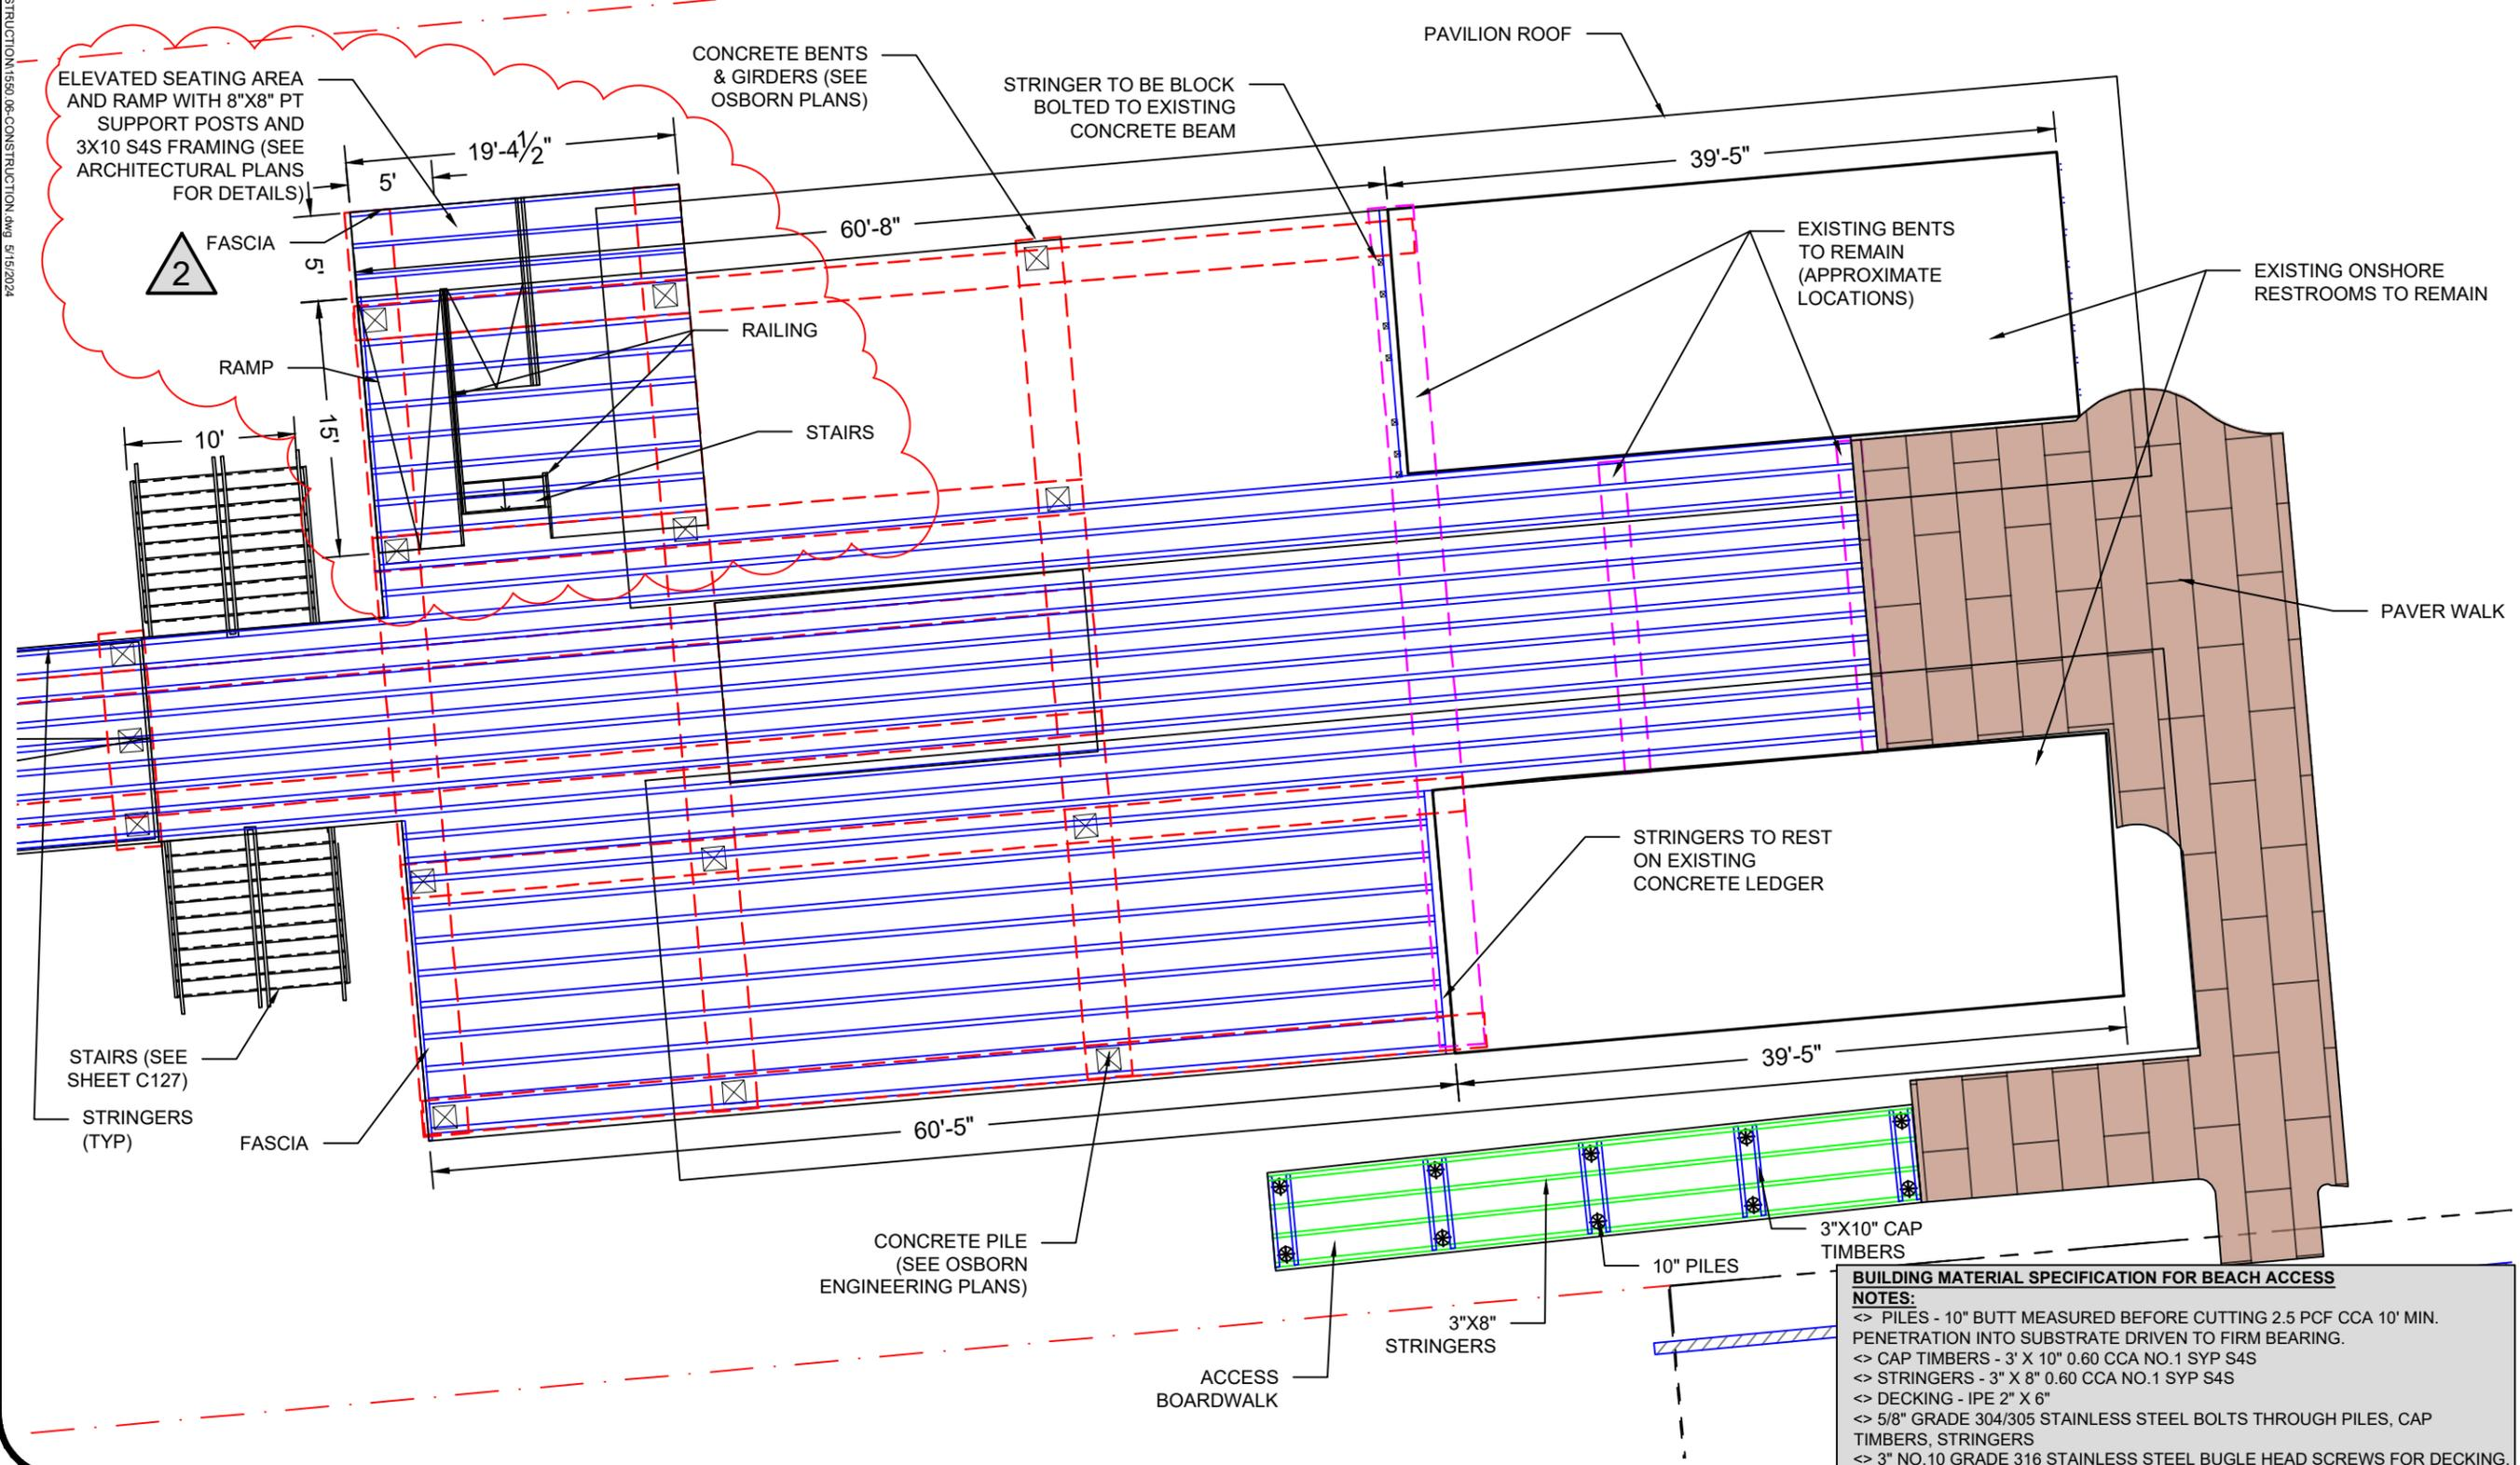 STRUCTION\1550.06-CONSTRUCTION.dwg 5/15/2024
ELEVATED SEATING AREA
AND RAMP WITH 8"X8" PT
SUPPORT POSTS AND
3X10 S4S FRAMING (SEE
ARCHITECTURAL PLANS
FOR DETAILS)
CONCRETE BENTS
& GIRDERS (SEE
OSBORN PLANS)
STRINGER TO BE BLOCK
BOLTED TO EXISTING
CONCRETE BEAM
PAVILION ROOF
19'-4½"
5'
39'-5"
60'-8"
2
FASCIA
5'
EXISTING BENTS
TO REMAIN
(APPROXIMATE
LOCATIONS)
EXISTING ONSHORE
RESTROOMS TO REMAIN
RAILING
RAMP
STAIRS
15'
10'
PAVER WALK
STRINGERS TO REST
ON EXISTING
CONCRETE LEDGER
STAIRS (SEE
SHEET C127)
STRINGERS
(TYP)
FASCIA
60'-5"
39'-5"
CONCRETE PILE
(SEE OSBORN
ENGINEERING PLANS)
3"X10" CAP
TIMBERS
10" PILES
3"X8"
STRINGERS
ACCESS
BOARDWALK
BUILDING MATERIAL SPECIFICATION FOR BEACH ACCESS
NOTES:
<> PILES - 10" BUTT MEASURED BEFORE CUTTING 2.5 PCF CCA 10' MIN.
PENETRATION INTO SUBSTRATE DRIVEN TO FIRM BEARING.
<> CAP TIMBERS - 3' X 10" 0.60 CCA NO.1 SYP S4S
<> STRINGERS - 3" X 8" 0.60 CCA NO.1 SYP S4S
<> DECKING - IPE 2" X 6"
<> 5/8" GRADE 304/305 STAINLESS STEEL BOLTS THROUGH PILES, CAP
TIMBERS, STRINGERS
<> 3" NO.10 GRADE 316 STAINLESS STEEL BUGLE HEAD SCREWS FOR DECKING.